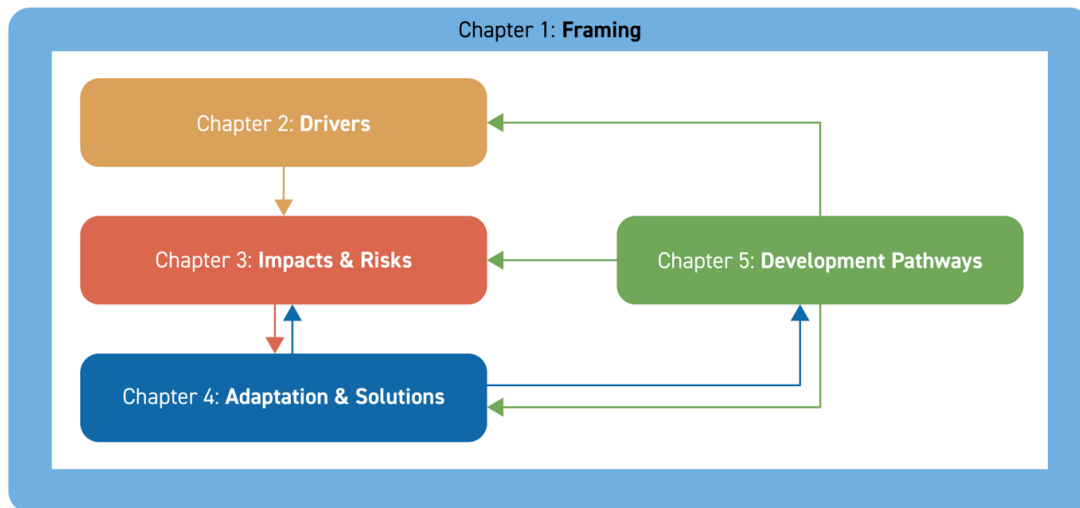 Chapter 1: Framing
Chapter 2: Drivers
Chapter 3: Impacts & Risks
Chapter 5: Development Pathways
Chapter 4: Adaptation & Solutions